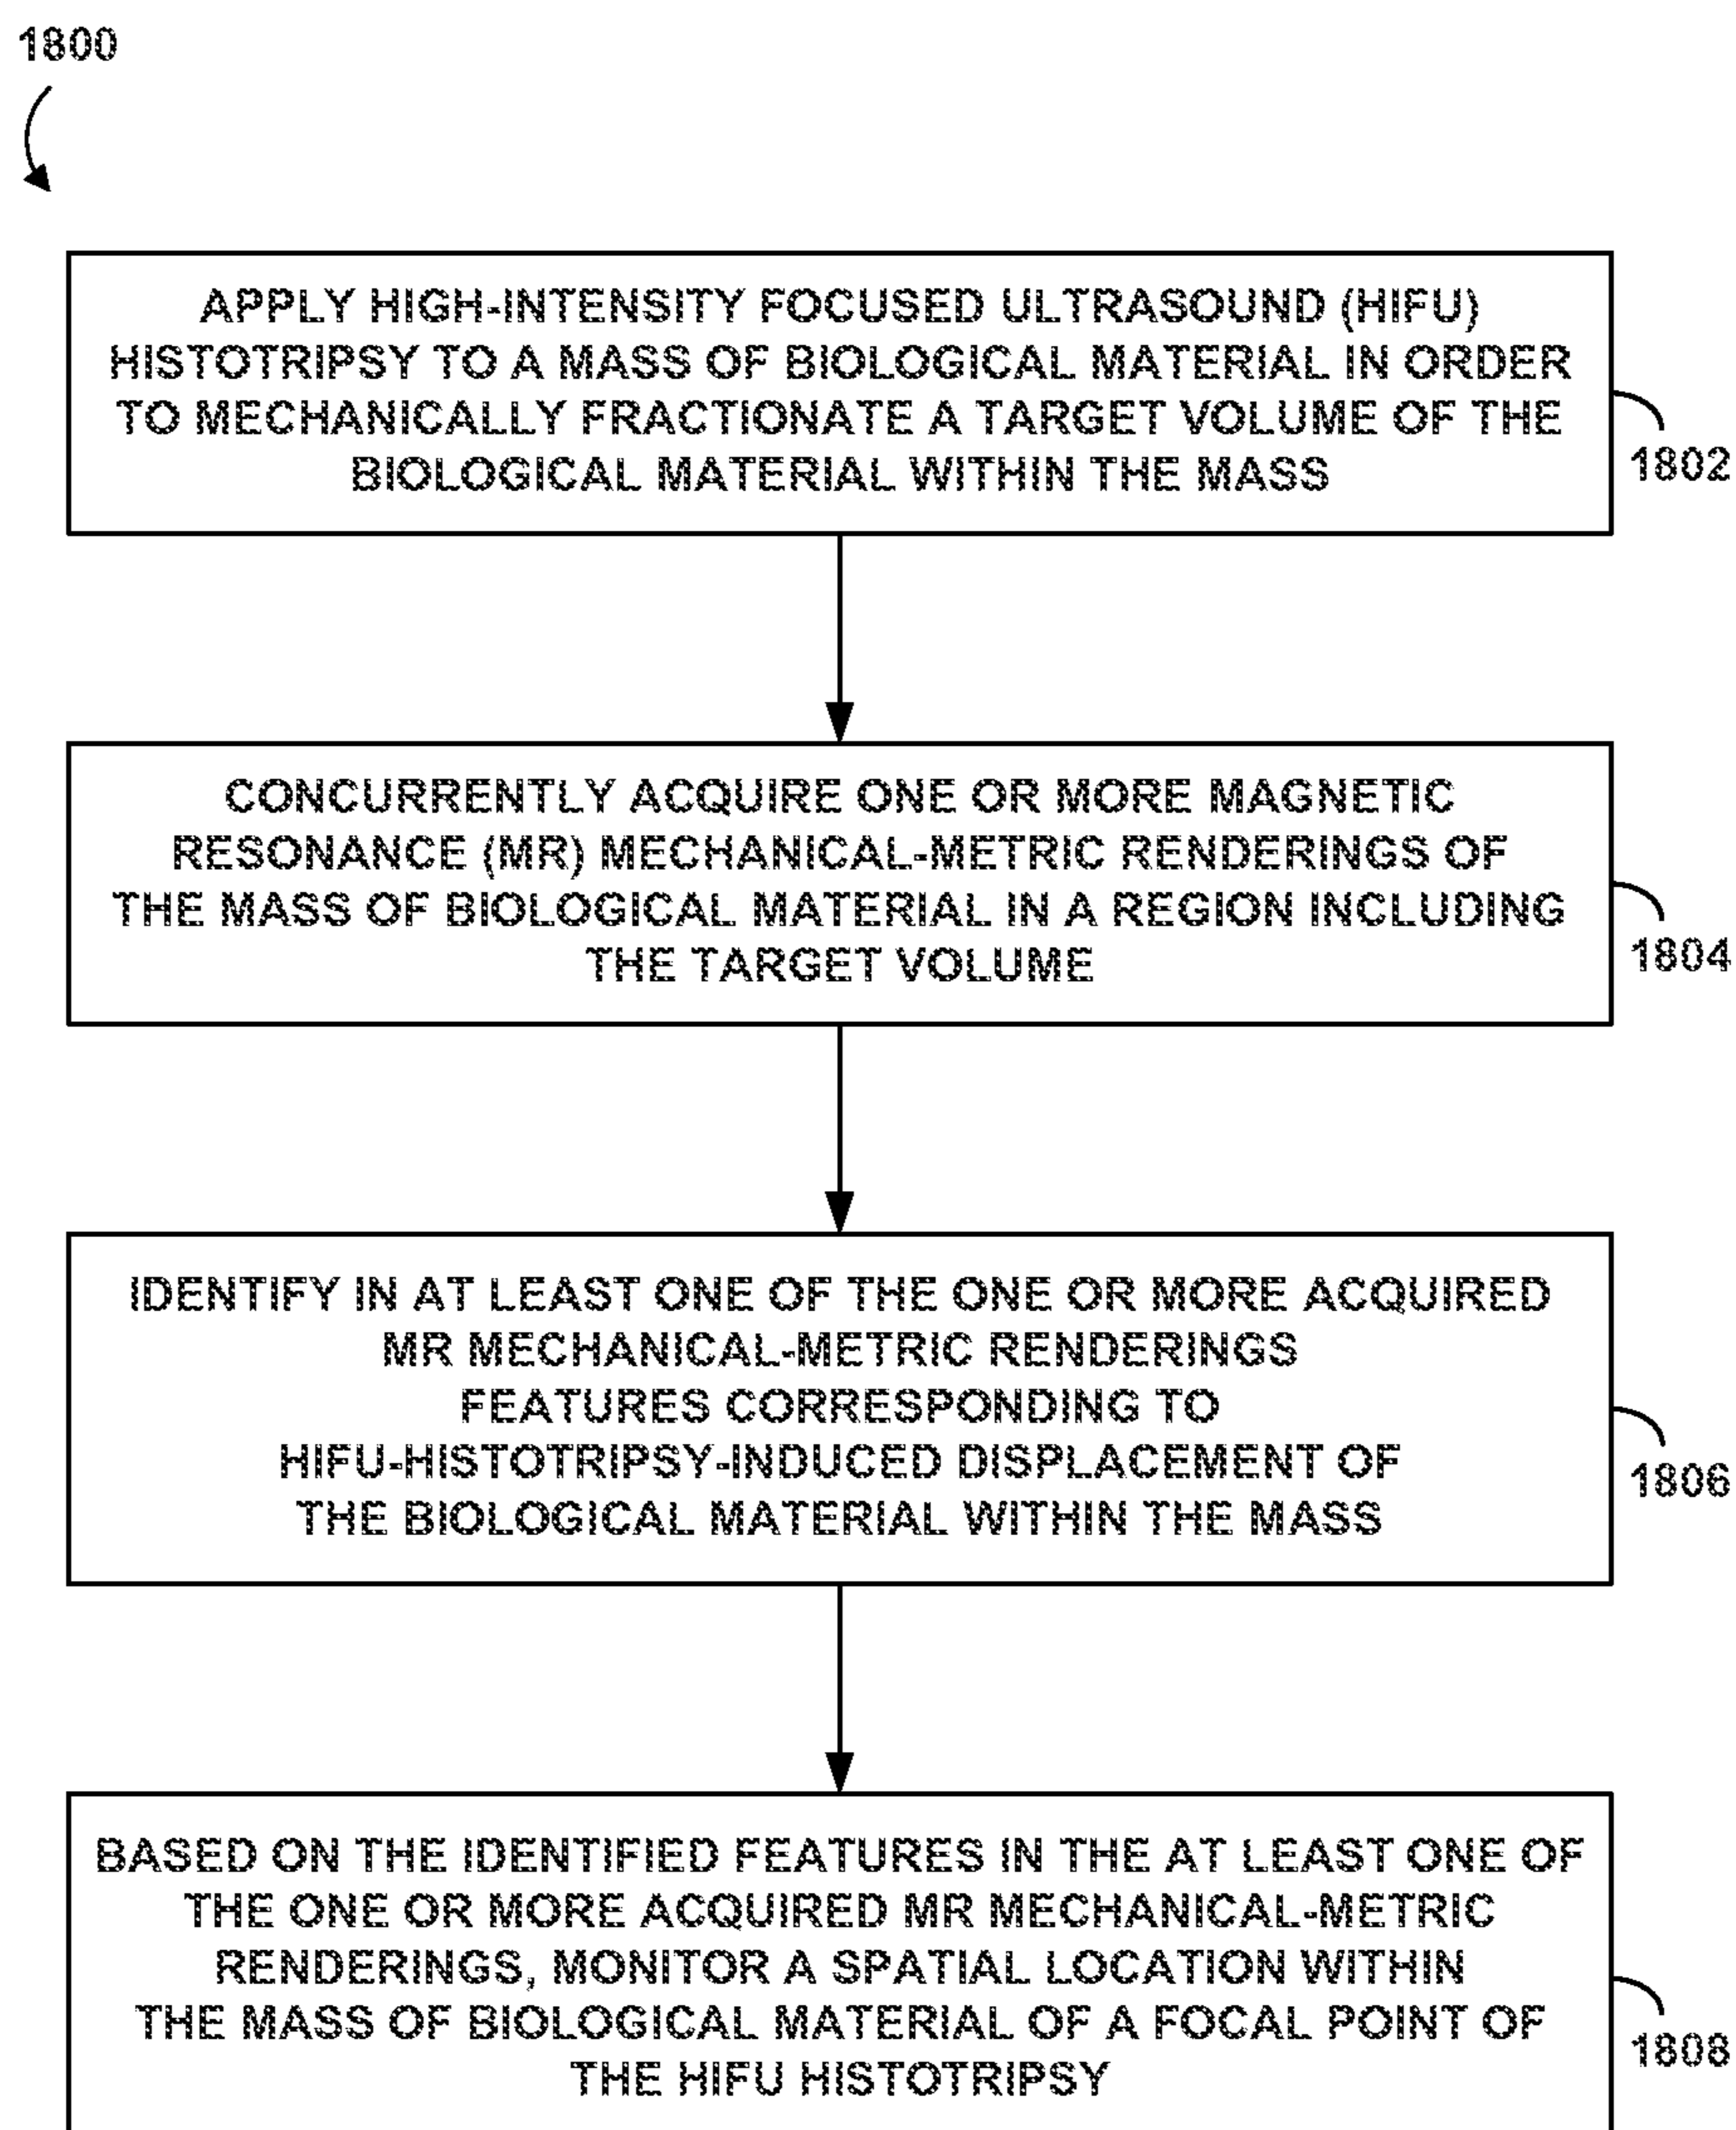 1800
APPLY HIGH-INTENSITY FOCUSED ULTRASOUND (HIFU)
HISTOTRIPSY TO A MASS OF BIOLOGICAL MATERIAL IN ORDER
TO MECHANICALLY FRACTIONATE A TARGET VOLUME OF THE
BIOLOGICAL MATERIAL WITHIN THE MASS
1802
CONCURRENTLY ACQUIRE ONE OR MORE MAGNETIC
RESONANCE (MR) MECHANICAL-METRIC RENDERINGS OF
THE MASS OF BIOLOGICAL MATERIAL IN A REGION INCLUDING
THE TARGET VOLUME
1804
IDENTIFY IN AT LEAST ONE OF THE ONE OR MORE ACQUIRED
MR MECHANICAL-METRIC RENDERINGS
FEATURES CORRESPONDING TO
HIFU-HISTOTRIPSY-INDUCED DISPLACEMENT OF
THE BIOLOGICAL MATERIAL WITHIN THE MASS
1806
BASED ON THE IDENTIFIED FEATURES IN THE AT LEAST ONE OF
THE ONE OR MORE ACQUIRED MR MECHANICAL-METRIC
RENDERINGS, MONITOR A SPATIAL LOCATION WITHIN
THE MASS OF BIOLOGICAL MATERIAL OF A FOCAL POINT OF
THE HIFU HISTOTRIPSY
1808